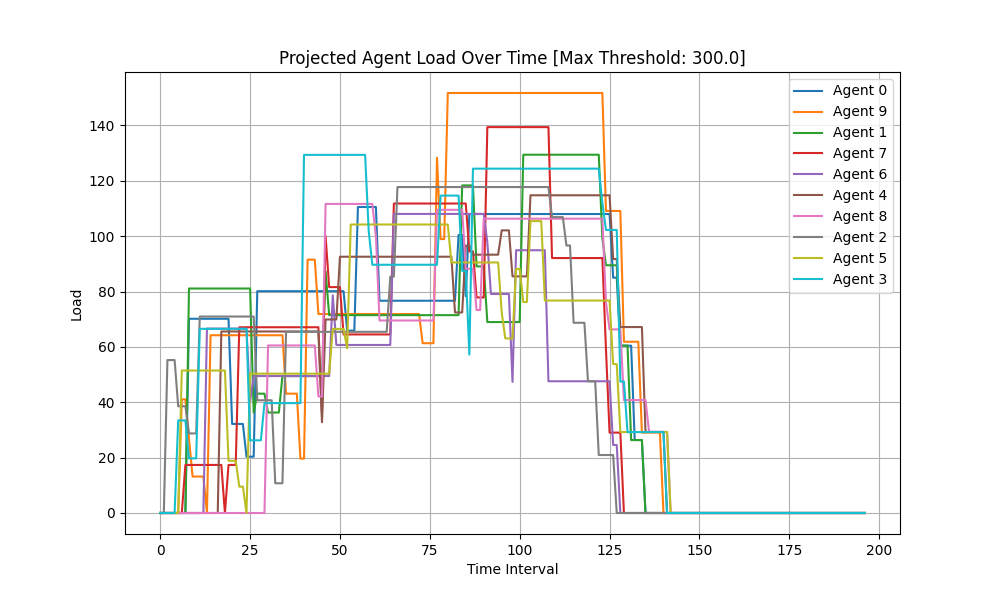 Projected Agent Load Over Time [Max Threshold: 300.0]
Load
140
120
100
80
60
40
20
0
0 25 50 75 100 125 150 175 200
Time Interval
Agent 0
Agent 9
Agent 1
Agent 7
Agent 6
Agent 4
Agent 8
Agent 2
Agent 5
Agent 3